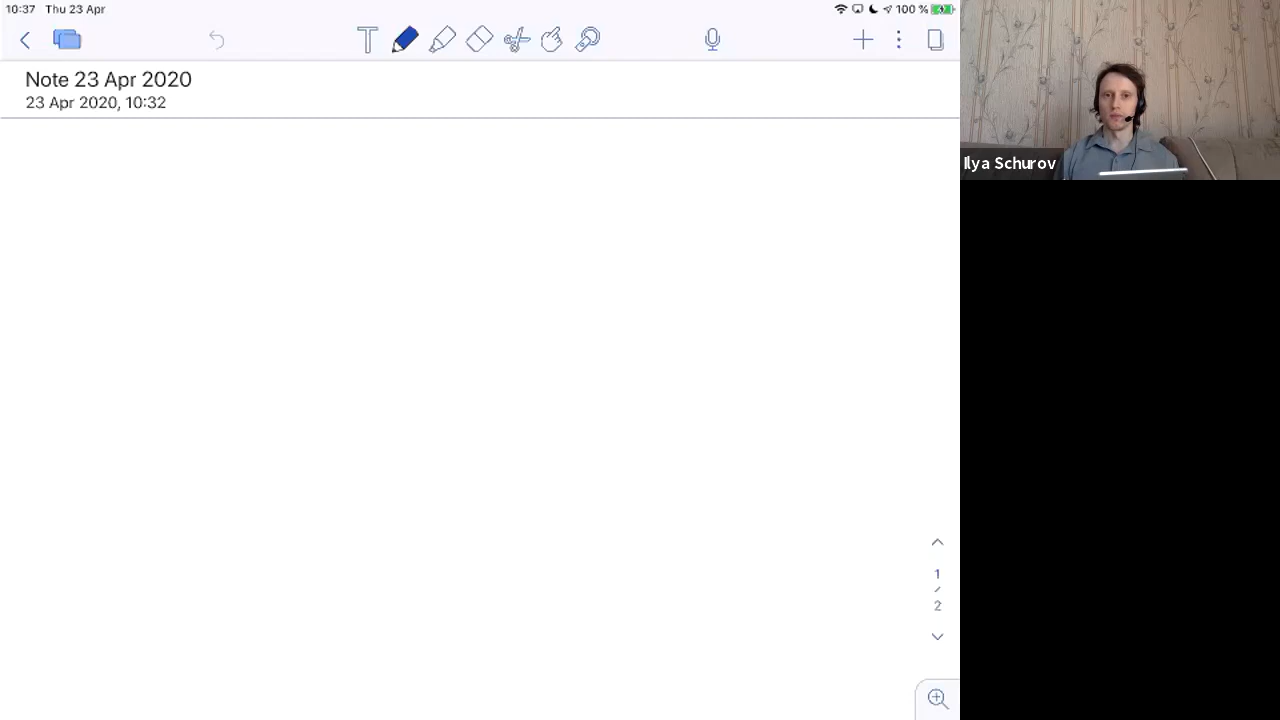 10:37 Thu 23 Apr 100 %
T
Note 23 Apr 2020
23 Apr 2020, 10:32
Ilya Schurov
1
/
2